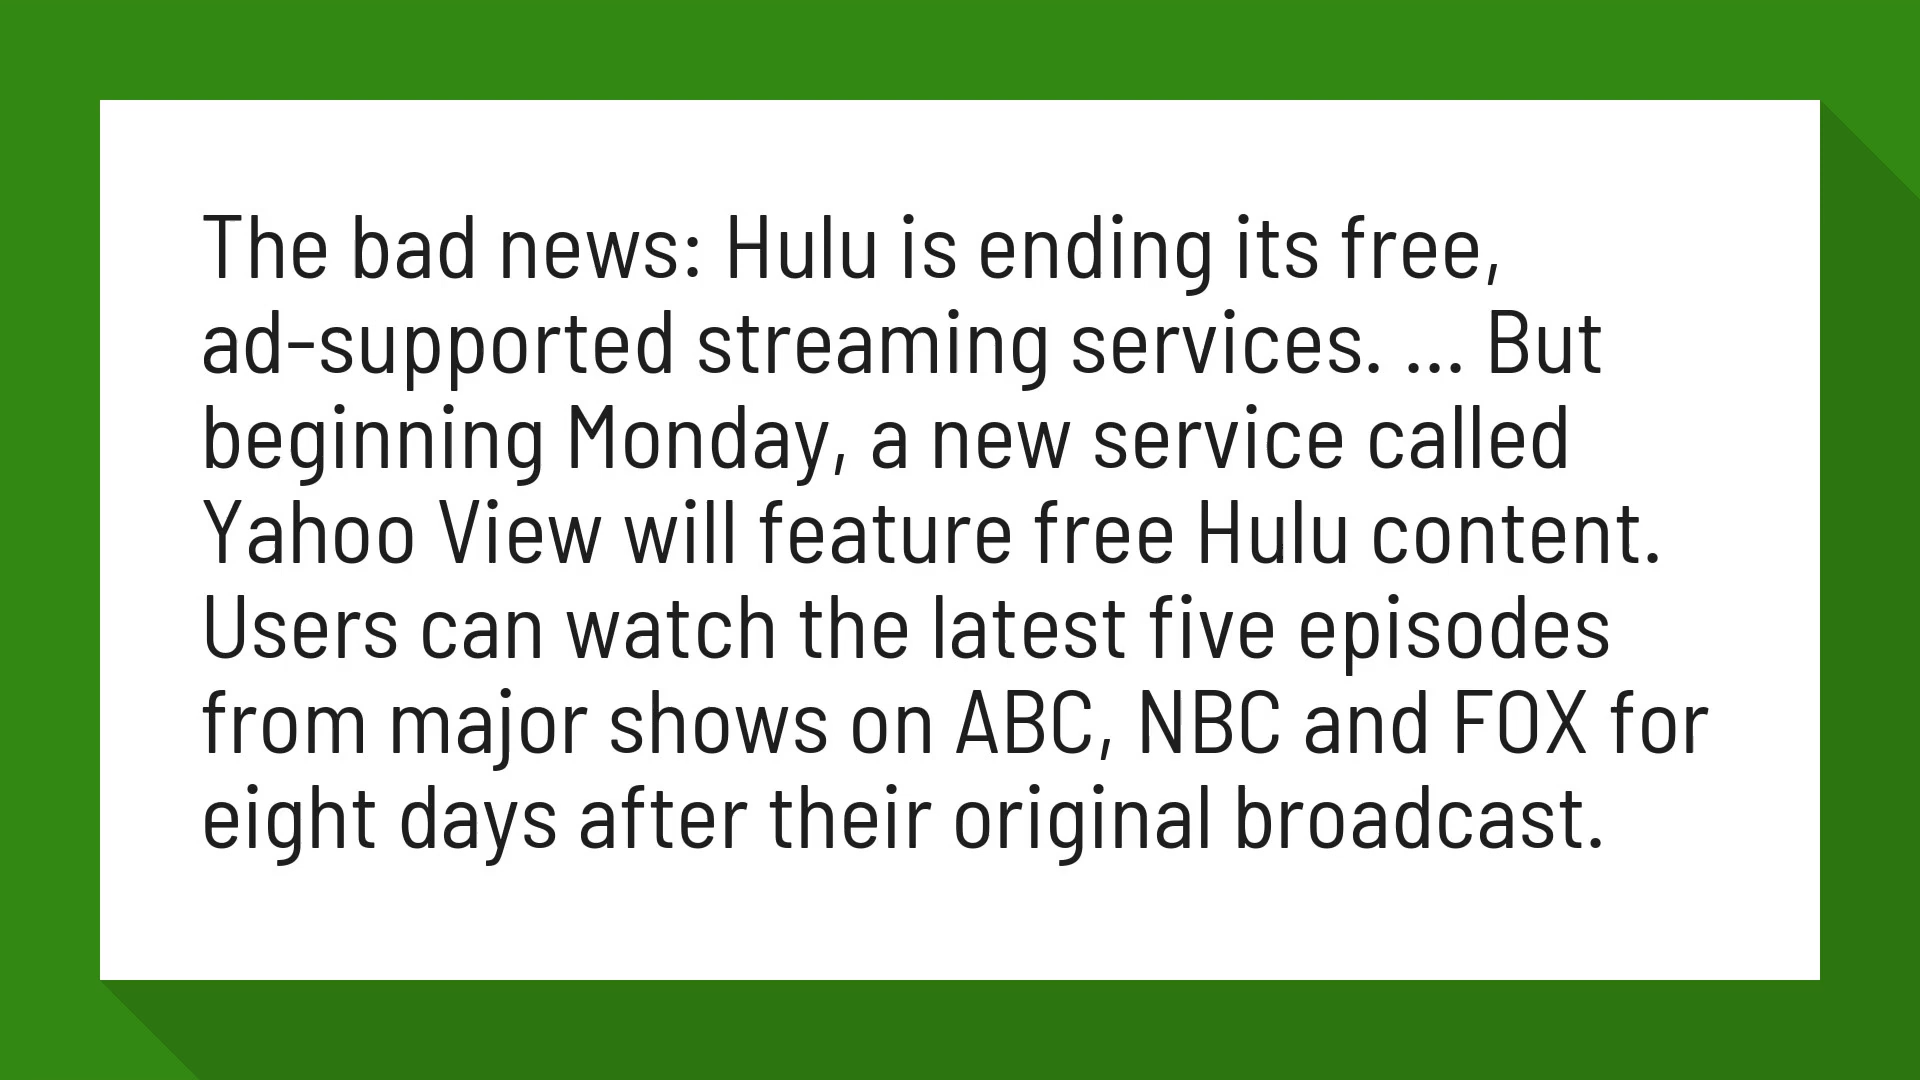 The bad news: Hulu is ending its free,
ad-supported streaming services. ... But
beginning Monday, a new service called
Yahoo View will feature free Hulu content.
Users can watch the latest five episodes
from major shows on ABC, NBC and FOX for
eight days after their original broadcast.